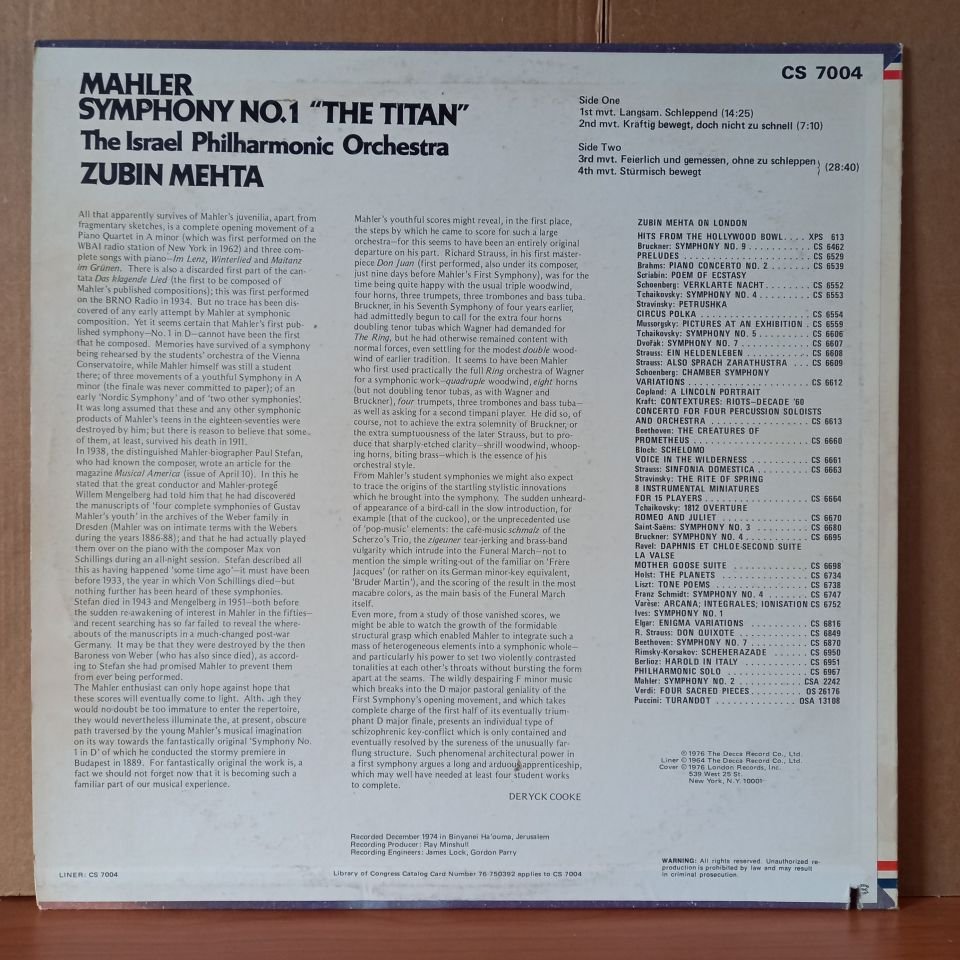 CS 7004
MAHLER
SYMPHONY NO.1 “THE TITAN”
The Israel Philharmonic Orchestra
ZUBIN MEHTA
Side One
1st mvt. Langsam. Schleppend (14:25)
2nd mvt. Kräftig bewegt, doch nicht zu schnell (7:10)
Side Two
3rd mvt. Feierlich und gemessen, ohne zu schleppen
4th mvt. Stürmisch bewegt
(28:40)
All that apparently survives of Mahler's juvenilia, apart from
fragmentary sketches, is a complete opening movement of a
Piano Quartet in A minor (which was first performed on the
WBAI radio station of New York in 1962) and three com-
plete songs with piano—Im Lenz, Winterlied and Maitanz
im Grünen. There is also a discarded first part of the can-
tata Das klagende Lied (the first to be composed of
Mahler's published compositions); this was first performed
on the BRNO Radio in 1934. But no trace has been dis-
covered of any early attempt by Mahler at symphonic
composition. Yet it seems certain that Mahler's first pub-
lished symphony—No. 1 in D—cannot have been the first
that he composed. Memories have survived of a symphony
being rehearsed by the students' orchestra of the Vienna
Conservatoire, while Mahler himself was still a student
there; of three movements of a youthful Symphony in A
minor (the finale was never committed to paper); of an
early 'Nordic Symphony' and of 'two other symphonies'.
It was long assumed that these and any other symphonic
products of Mahler's teens in the eighteen-seventies were
destroyed by him; but there is reason to believe that some
of them, at least, survived his death in 1911.
In 1938, the distinguished Mahler-biographer Paul Stefan,
who had known the composer, wrote an article for the
magazine Musical America (issue of April 10). In this he
stated that the great conductor and Mahler-protegé
Willem Mengelberg had told him that he had discovered
the manuscripts of 'four complete symphonies of Gustav
Mahler's youth' in the archives of the Weber family in
Dresden (Mahler was on intimate terms with the Webers
during the years 1886-88); and that he had actually played
them over on the piano with the composer Max von
Schillings during an all-night session. Stefan described all
this as having happened 'some time ago'—it must have been
before 1933, the year in which Von Schillings died—but
nothing further has been heard of these symphonies.
Stefan died in 1943 and Mengelberg in 1951—both before
the sudden re-awakening of interest in Mahler in the fifties—
and recent searching has so far failed to reveal the where-
abouts of the manuscripts in a much-changed post-war
Germany. It may be that they were destroyed by the then
Baroness von Weber (who has also since died), as accord-
ing to Stefan she had promised Mahler to prevent them
from ever being performed.
The Mahler enthusiast can only hope against hope that
these scores will eventually come to light. Alth ugh they
would no doubt be too immature to enter the repertoire,
they would nevertheless illuminate the, at present, obscure
path traversed by the young Mahler's musical imagination
on its way towards the fantastically original 'Symphony No.
1 in D' of which he conducted the stormy premiere in
Budapest in 1889. For fantastically original the work is, a
fact we should not forget now that it is becoming such a
familiar part of our musical experience.
Mahler's youthful scores might reveal, in the first place,
the steps by which he came to score for such a large
orchestra—for this seems to have been an entirely original
departure on his part. Richard Strauss, in his first master-
piece Don Juan (first performed, also under its composer,
just nine days before Mahler's First Symphony), was for the
time being quite happy with the usual triple woodwind,
four horns, three trumpets, three trombones and bass tuba.
Bruckner, in his Seventh Symphony of four years earlier,
had admittedly begun to call for the extra four horns
doubling tenor tubas which Wagner had demanded for
The Ring, but he had otherwise remained content with
normal forces, even settling for the modest double wood-
wind of earlier tradition. It seems to have been Mahler
who first used practically the full Ring orchestra of Wagner
for a symphonic work—quadruple woodwind, eight horns
(but not doubling tenor tubas, as with Wagner and
Bruckner), four trumpets, three trombones and bass tuba—
as well as asking for a second timpani player. He did so, of
course, not to achieve the extra solemnity of Bruckner, or
the extra sumptuousness of the later Strauss, but to pro-
duce that sharply-etched clarity—shrill woodwind, whoop-
ing horns, biting brass—which is the essence of his
orchestral style.
From Mahler's student symphonies we might also expect
to trace the origins of the startling stylistic innovations
which he brought into the symphony. The sudden unheard-
of appearance of a bird-call in the slow introduction, for
example (that of the cuckoo), or the unprecedented use
of 'pop-music' elements: the café-music schmalz of the
Scherzo's Trio, the zigeuner tear-jerking and brass-band
vulgarity which intrude into the Funeral March—not to
mention the simple writing-out of the familiar on 'Frère
Jacques' (or rather on its German minor-key equivalent,
'Bruder Martin'), and the scoring of the result in the most
macabre colors, as the main basis of the Funeral March
itself.
Even more, from a study of those vanished scores, we
might be able to watch the growth of the formidable
structural grasp which enabled Mahler to integrate such a
mass of heterogeneous elements into a symphonic whole—
and particularly his power to set two violently contrasted
tonalities at each other's throats without bursting the form
apart at the seams. The wildly despairing F minor music
which breaks into the D major pastoral geniality of the
First Symphony's opening movement, and which takes
complete charge of the first half of its eventually trium-
phant D major finale, presents an individual type of
schizophrenic key-conflict which is only contained and
eventually resolved by the sureness of the unusually far-
flung structure. Such phenomenal architectural power in
a first symphony argues a long and arduous apprenticeship,
which may well have needed at least four student works
to complete.
DERYCK COOKE
ZUBIN MEHTA ON LONDON
HITS FROM THE HOLLYWOOD BOWL.... XPS 613
Bruckner: SYMPHONY NO. 9 .......... CS 6462
PRELUDES .......... CS 6529
Brahms: PIANO CONCERTO NO. 2 ....... CS 6539
Scriabin: POEM OF ECSTASY
Schoenberg: VERKLARTE NACHT........ CS 6552
Tchaikovsky: SYMPHONY NO. 4 ........ CS 6553
Stravinsky: PETRUSHKA
CIRCUS POLKA .......... CS 6554
Mussorgsky: PICTURES AT AN EXHIBITION . CS 6559
Tchaikovsky: SYMPHONY NO. 5 ........ CS 6606
Dvořák: SYMPHONY NO. 7 .......... CS 6607
Strauss: EIN HELDENLEBEN .......... CS 6608
Strauss: ALSO SPRACH ZARATHUSTRA ... CS 6609
Schoenberg: CHAMBER SYMPHONY
VARIATIONS .......... CS 6612
Copland: A LINCOLN PORTRAIT
Kraft: CONTEXTURES: RIOTS—DECADE '60
CONCERTO FOR FOUR PERCUSSION SOLOISTS
AND ORCHESTRA .......... CS 6613
Beethoven: THE CREATURES OF
PROMETHEUS .......... CS 6660
Bloch: SCHELOMO
VOICE IN THE WILDERNESS .......... CS 6661
Strauss: SINFONIA DOMESTICA ........ CS 6663
Stravinsky: THE RITE OF SPRING
8 INSTRUMENTAL MINIATURES
FOR 15 PLAYERS .......... CS 6664
Tchaikovsky: 1812 OVERTURE
ROMEO AND JULIET .......... CS 6670
Saint-Saëns: SYMPHONY NO. 3 ........ CS 6680
Bruckner: SYMPHONY NO. 4 .......... CS 6695
Ravel: DAPHNIS ET CHLOE-SECOND SUITE
LA VALSE
MOTHER GOOSE SUITE .......... CS 6698
Holst: THE PLANETS .......... CS 6734
Liszt: TONE POEMS .......... CS 6738
Franz Schmidt: SYMPHONY NO. 4 ....... CS 6747
Varèse: ARCANA; INTEGRALES; IONISATION CS 6752
Ives: SYMPHONY NO. 1
Elgar: ENIGMA VARIATIONS .......... CS 6816
R. Strauss: DON QUIXOTE .......... CS 6849
Beethoven: SYMPHONY NO. 7 .......... CS 6870
Rimsky-Korsakov: SCHEHERAZADE ...... CS 6950
Berlioz: HAROLD IN ITALY .......... CS 6951
PHILHARMONIC SOLO .......... CS 6967
Mahler: SYMPHONY NO. 2 .......... CSA 2242
Verdi: FOUR SACRED PIECES......... OS 26176
Puccini: TURANDOT .......... OSA 13108
© 1976 The Decca Record Co., Ltd.
Liner © 1964 The Decca Record Co., Ltd.
Cover © 1976 London Records, Inc.
539 West 25 St.
New York, N.Y. 10001
Recorded December 1974 in Binyanei Ha'ouma, Jerusalem
Recording Producer: Ray Minshull
Recording Engineers: James Lock, Gordon Parry
WARNING: All rights reserved. Unauthorized re-
production is prohibited by law and may result
in criminal prosecution.
LINER: CS 7004
Library of Congress Catalog Card Number 76-750392 applies to CS 7004